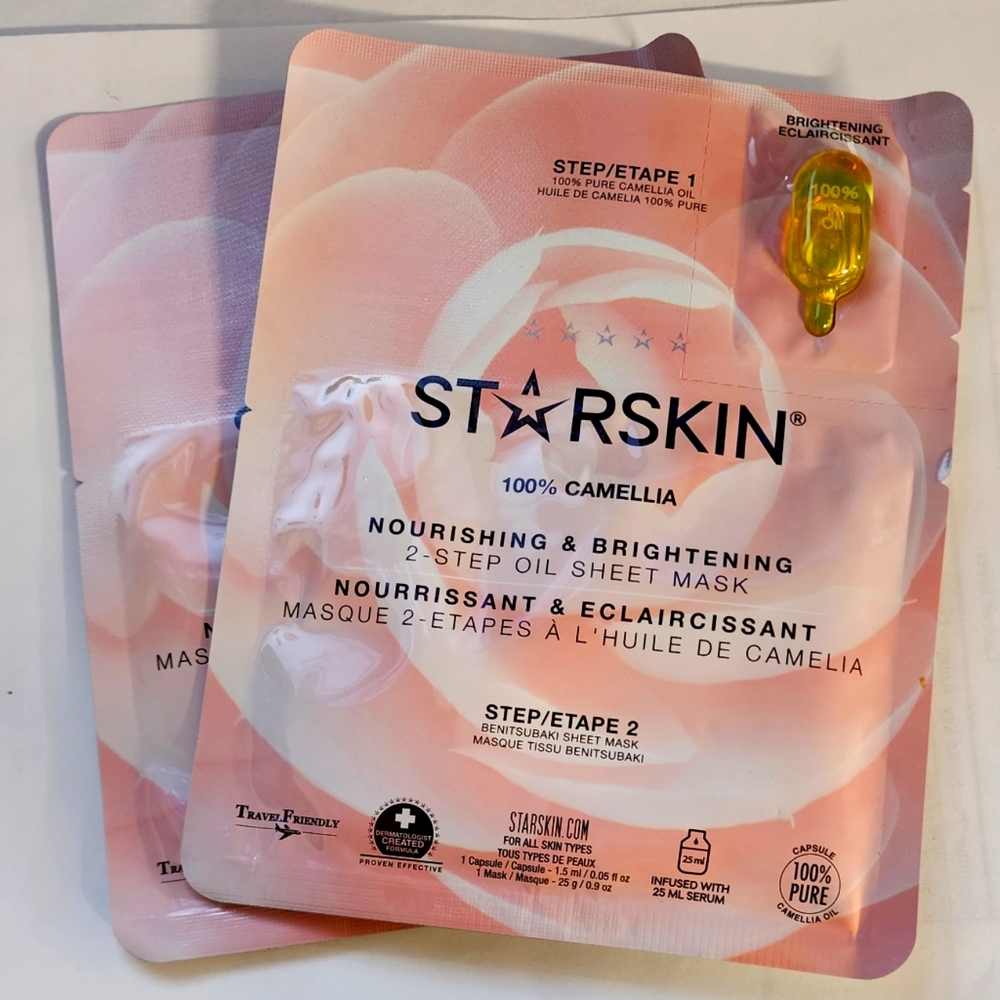 BRIGHTENING
ECLAIRCISSANT
100%
Oil
STEP/ETAPE 1
100% PURE CAMELLIA OIL
HUILE DE CAMELIA 100% PURE
STARSKIN®
100% CAMELLIA
NOURISHING & BRIGHTENING
2-STEP OIL SHEET MASK
NOURRISSANT & ECLAIRCISSANT
MASQUE 2-ETAPES À L'HUILE DE CAMELIA
STEP/ETAPE 2
BENITSUBAKI SHEET MASK
MASQUE TISSU BENITSUBAKI
TRAVEL FRIENDLY
DERMATOLOGIST
CREATED
FORMULA
PROVEN EFFECTIVE
STARSKIN.COM
FOR ALL SKIN TYPES
TOUS TYPES DE PEAUX
1 Capsule / Capsule - 1.5 ml / 0.05 fl oz
1 Mask / Masque - 25 g / 0.9 oz
25 ml
INFUSED WITH
25 ML SERUM
CAPSULE
100%
PURE
CAMELLIA OIL
MAS
TRA